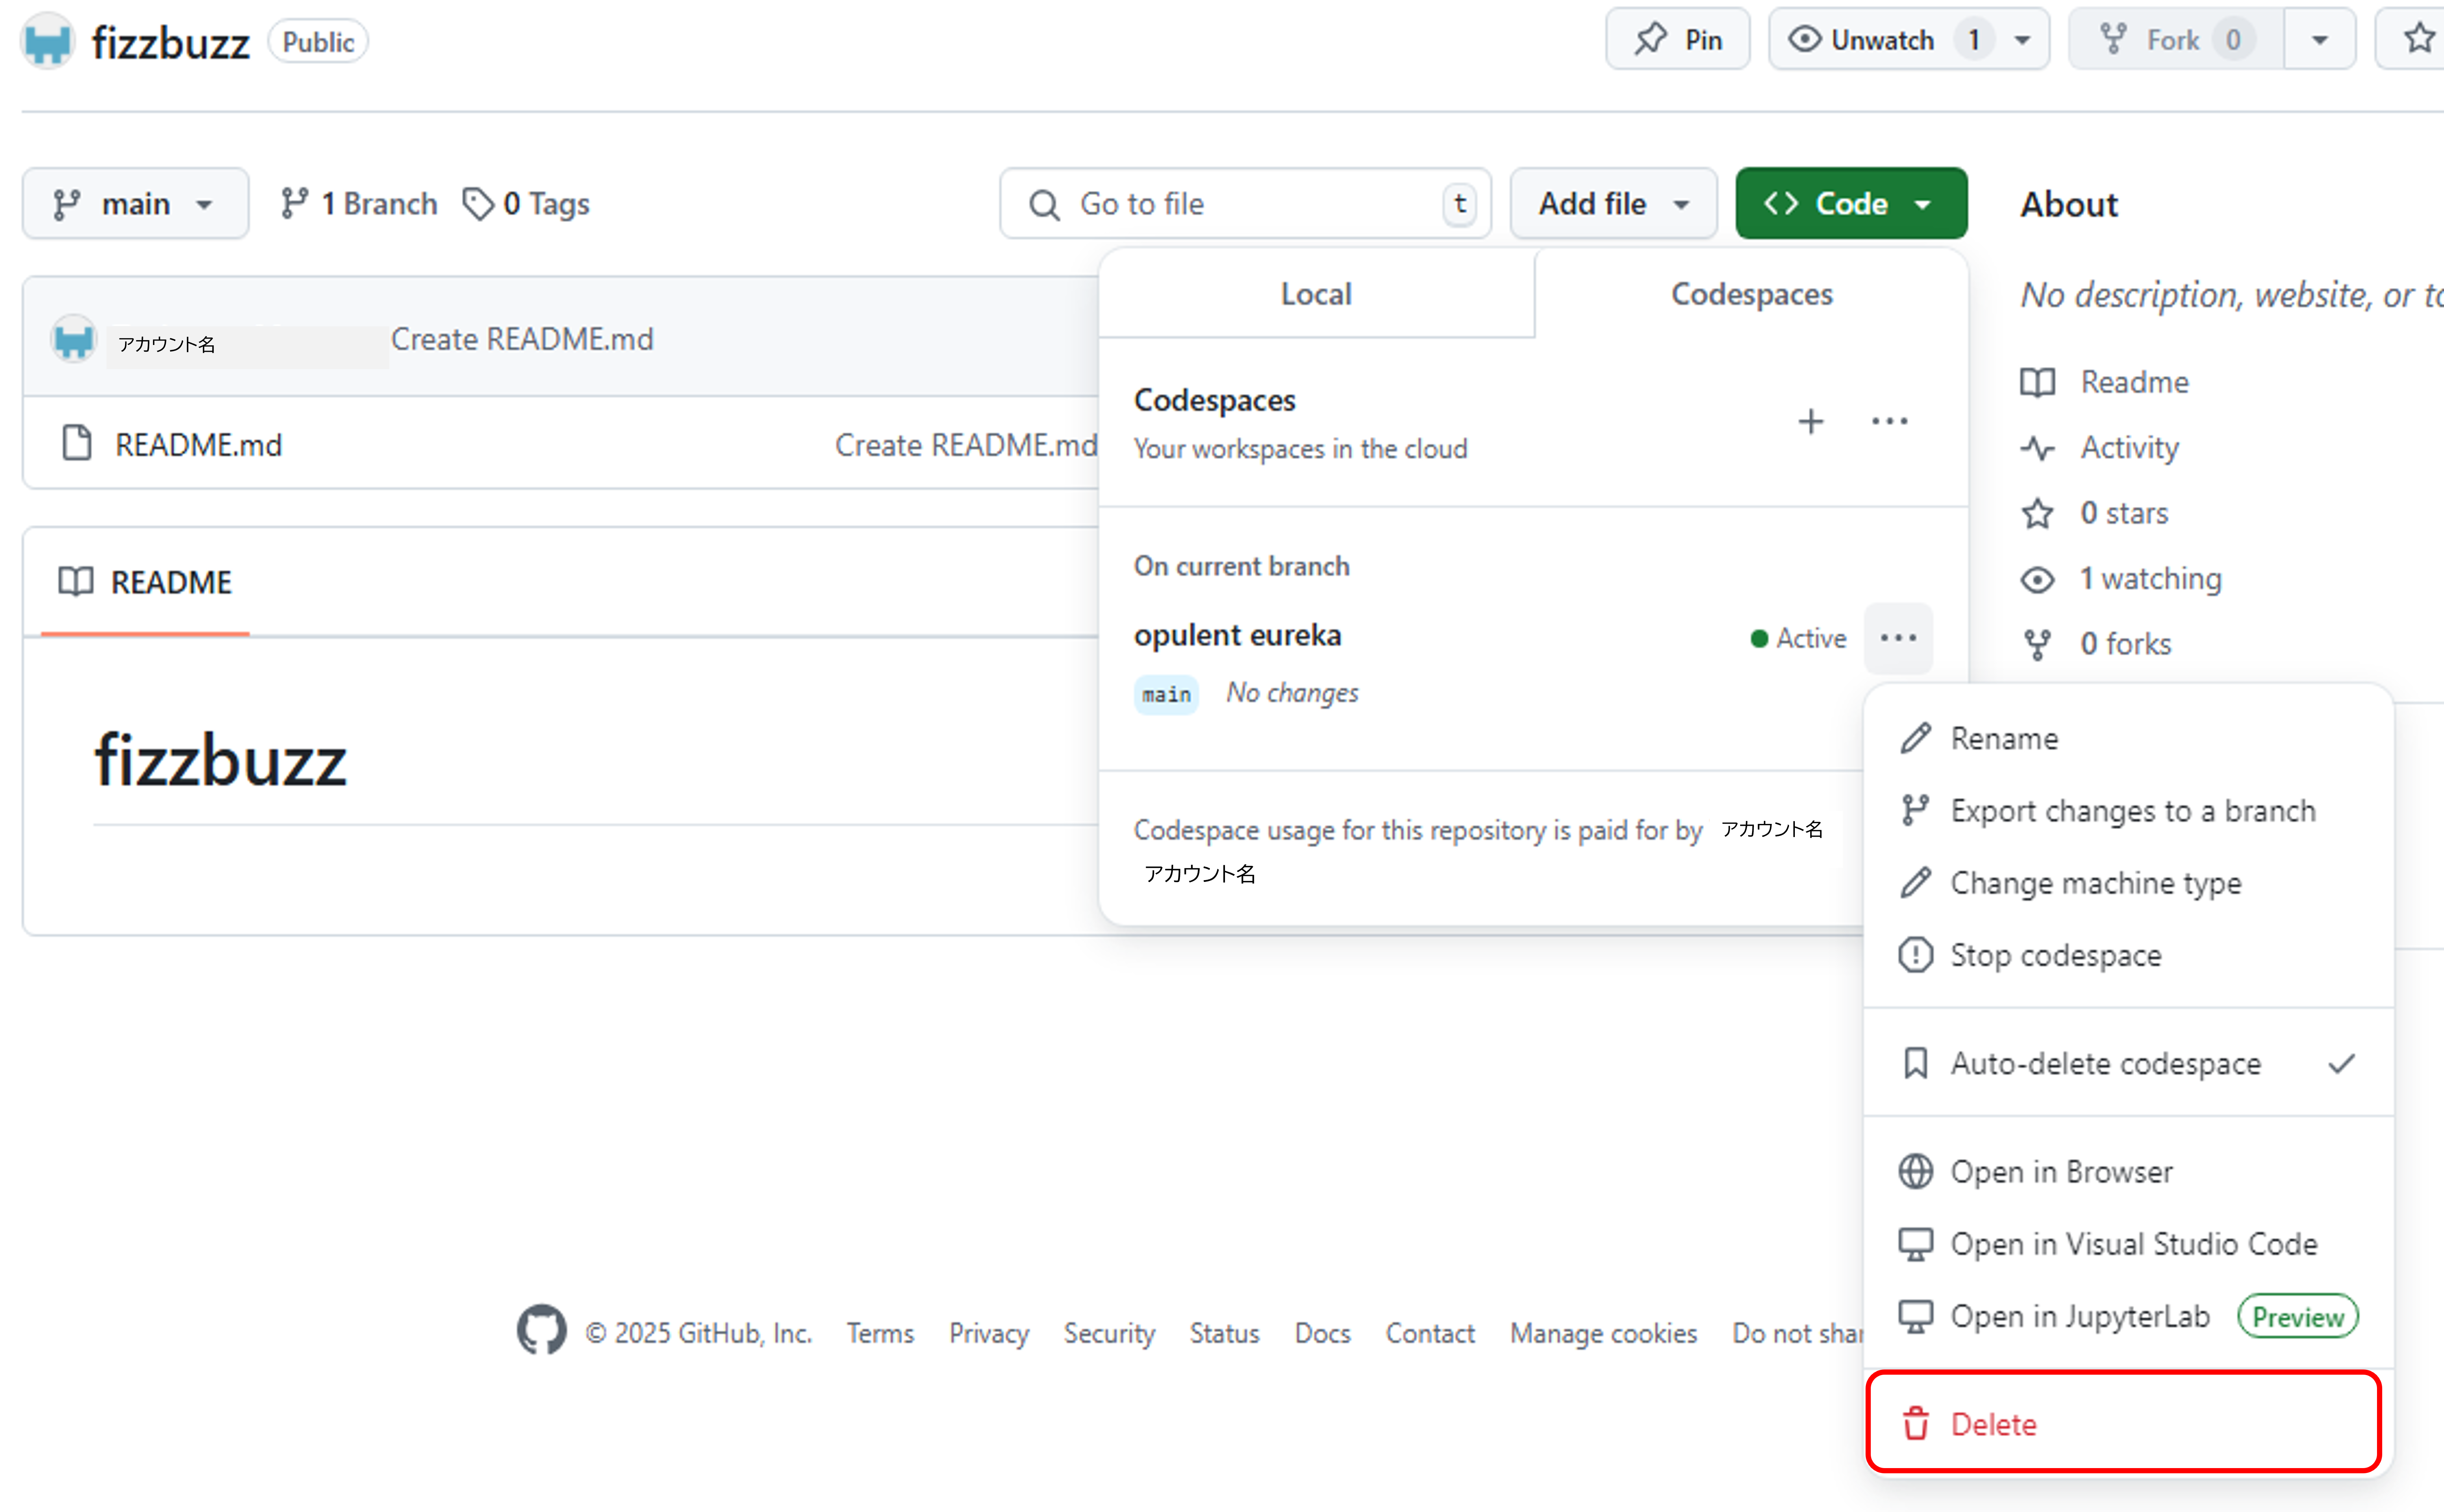 fizzbuzz Public Pin Unwatch 1 Fork 0
main 1 Branch 0 Tags Go to file t Add file Code About
Local Codespaces
No description, website, or
アカウント名 Create README.md
README.md Create README.md
Codespaces
Your workspaces in the cloud
Readme
Activity
0 stars
1 watching
0 forks
On current branch
opulent eureka Active
main No changes
README
fizzbuzz
Codespace usage for this repository is paid for by アカウント名
アカウント名
Rename
Export changes to a branch
Change machine type
Stop codespace
Auto-delete codespace
Open in Browser
Open in Visual Studio Code
Open in JupyterLab Preview
Delete
© 2025 GitHub, Inc. Terms Privacy Security Status Docs Contact Manage cookies Do not